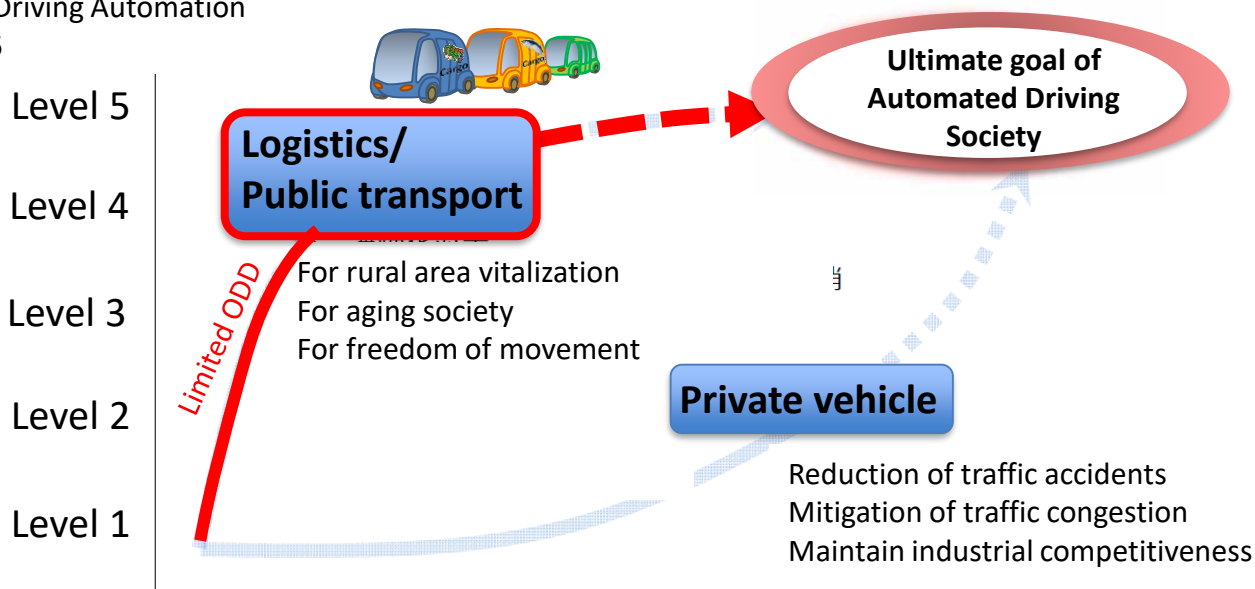 Driving Automation
Level 5
Level 4
Level 3
Level 2
Level 1
Cargo
Cargo
Logistics/
Public transport
Limited ODD
For rural area vitalization
For aging society
For freedom of movement
Ultimate goal of
Automated Driving
Society
Private vehicle
Reduction of traffic accidents
Mitigation of traffic congestion
Maintain industrial competitiveness